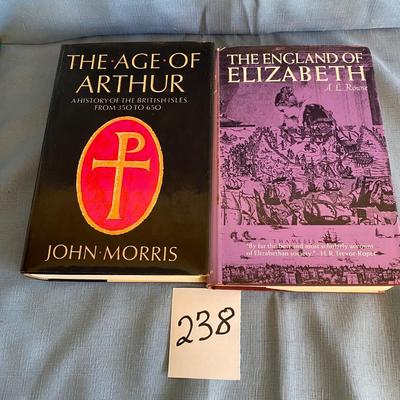 THE·AGE·OF
ARTHUR
A HISTORY OF THE BRITISH ISLES
FROM 350 TO 650
JOHN·MORRIS
THE ENGLAND OF
ELIZABETH
A. L. Rowse
THAMESIS
"By far the best and most scholarly account
of Elizabethan society."—H. R. Trevor-Roper
238